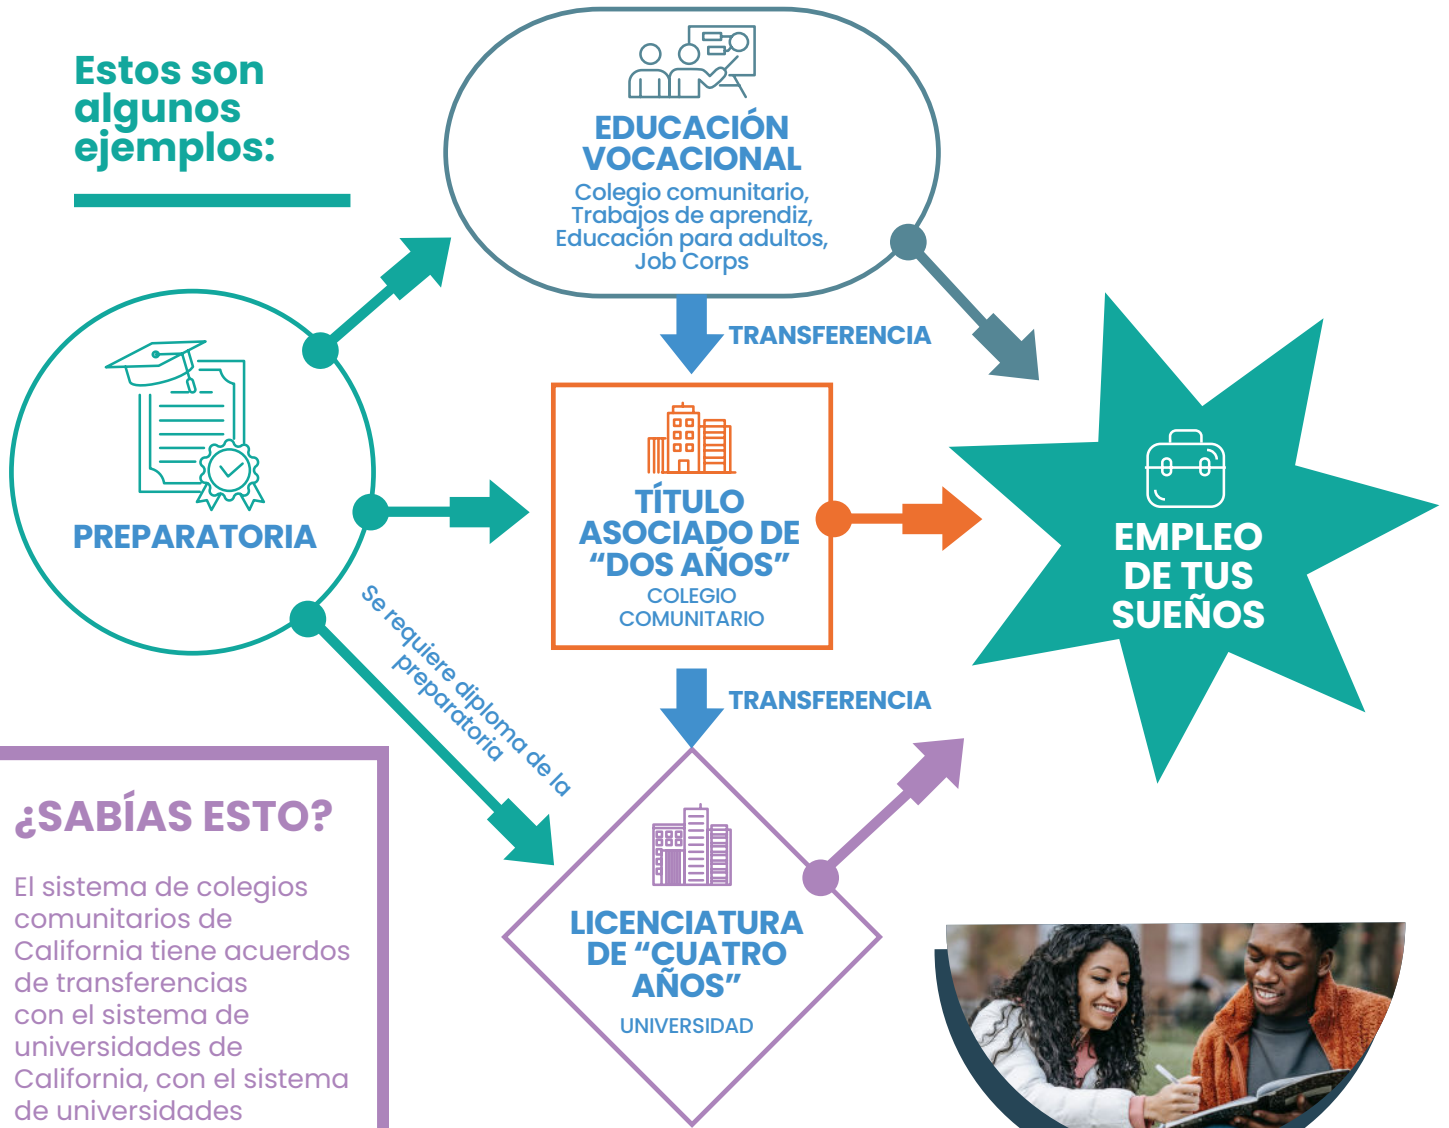 Estos son
algunos
ejemplos:
EDUCACIÓN
VOCACIONAL
Colegio comunitario,
Trabajos de aprendiz,
Educación para adultos,
Job Corps
TRANSFERENCIA
PREPARATORIA
TÍTULO
ASOCIADO DE
“DOS AÑOS”
COLEGIO
COMUNITARIO
EMPLEO
DE TUS
SUEÑOS
Se requiere diploma de la
preparatoria
TRANSFERENCIA
LICENCIATURA
DE “CUATRO
AÑOS”
UNIVERSIDAD
¿SABÍAS ESTO?
El sistema de colegios
comunitarios de
California tiene acuerdos
de transferencias
con el sistema de
universidades de
California, con el sistema
de universidades